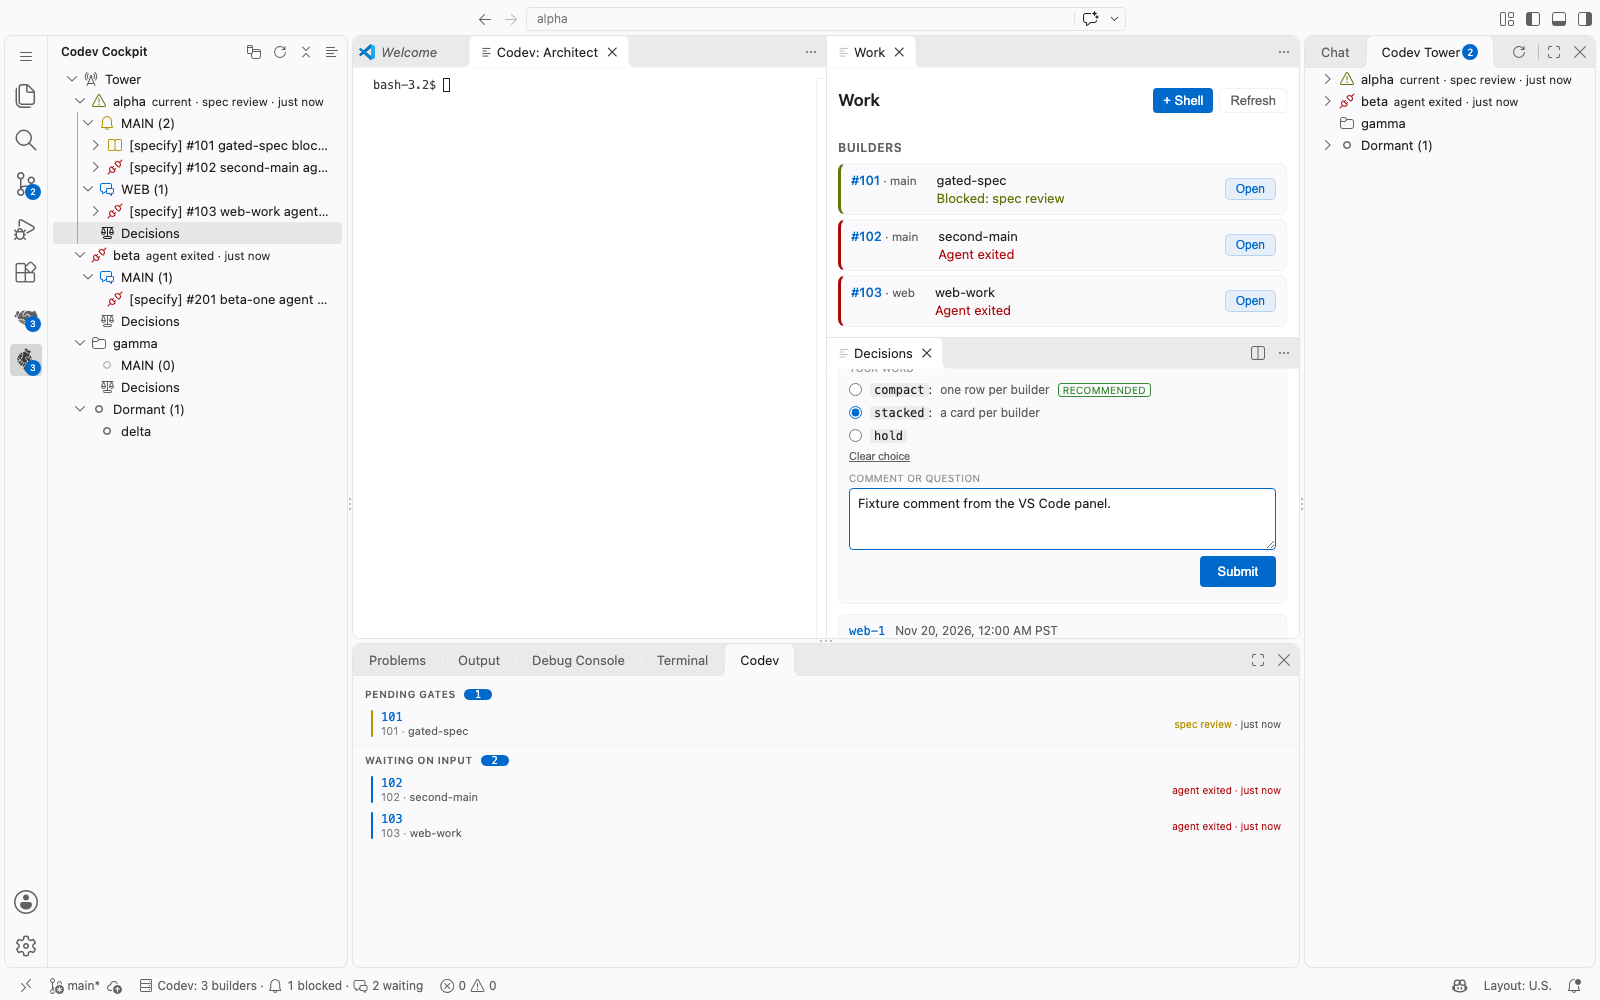 alpha
Codev Cockpit
Tower
alpha current · spec review · just now
MAIN (2)
[specify] #101 gated-spec bloc...
[specify] #102 second-main ag...
WEB (1)
[specify] #103 web-work agent...
Decisions
beta agent exited · just now
MAIN (1)
[specify] #201 beta-one agent ...
Decisions
gamma
MAIN (0)
Decisions
Dormant (1)
delta
2
3
3
Welcome
Codev: Architect
bash-3.2$
Work
Work
+ Shell
Refresh
BUILDERS
#101 · main
gated-spec
Blocked: spec review
Open
#102 · main
second-main
Agent exited
Open
#103 · web
web-work
Agent exited
Open
Decisions
YOUR WORD
compact: one row per builder RECOMMENDED
stacked: a card per builder
hold
Clear choice
COMMENT OR QUESTION
Fixture comment from the VS Code panel.
Submit
web-1 Nov 20, 2026, 12:00 AM PST
Problems
Output
Debug Console
Terminal
Codev
PENDING GATES 1
101
101 · gated-spec
spec review · just now
WAITING ON INPUT 2
102
102 · second-main
agent exited · just now
103
103 · web-work
agent exited · just now
Chat
Codev Tower 2
alpha current · spec review · just now
beta agent exited · just now
gamma
Dormant (1)
main*
Codev: 3 builders · 1 blocked · 2 waiting
0 0
Layout: U.S.